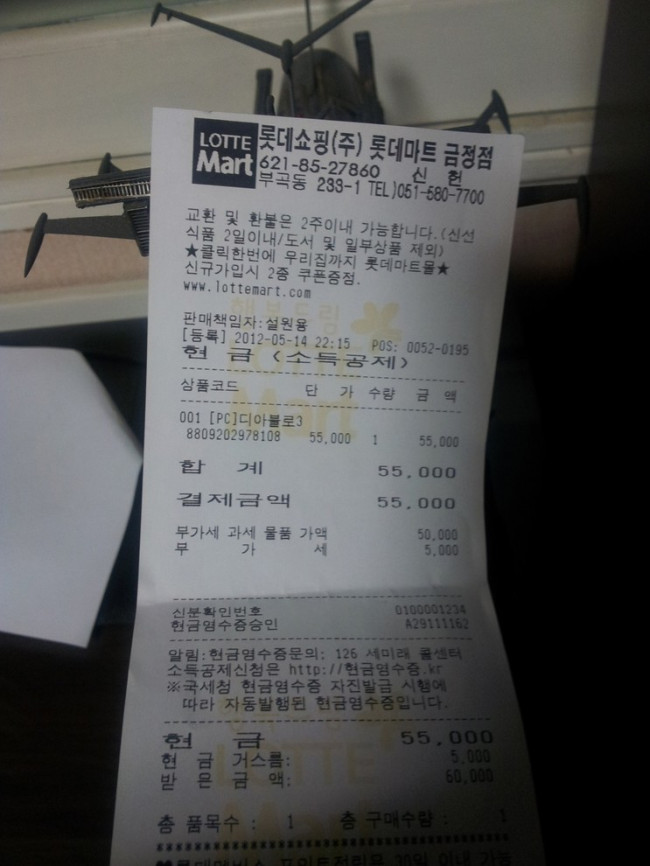 LOTTE Mart
롯데쇼핑(주) 롯데마트 금정점
621-85-27860 신 헌
부곡동 233-1 TEL)051-580-7700
교환 및 환불은 2주이내 가능합니다.(신선
식품 2일이내/도서 및 일부상품 제외)
★클릭한번에 우리집까지 롯데마트몰★
신규가입시 2종 쿠폰증정.
www.lottemart.com
행복드림
판매책임자:설원용
[등록] 2012-05-14 22:15 POS: 0052-0195
현 금 (소득공제)
상품코드 단 가 수량 금 액
001 [PC]디아블로3
8809202978108 55,000 1 55,000
합 계 55,000
결제금액 55,000
부가세 과세 물품 가액 50,000
부 가 세 5,000
신분확인번호 0100001234
현금영수증승인 A29111162
알림:현금영수증문의: 126 세미래 콜센터
소득공제신청은 http://현금영수증.kr
※국세청 현금영수증 자진발급 시행에
따라 자동발행된 현금영수증입니다.
현 금 55,000
현 금 거스름: 5,000
받 은 금 액: 60,000
총 품목수 : 1 총 구매수량 : 1